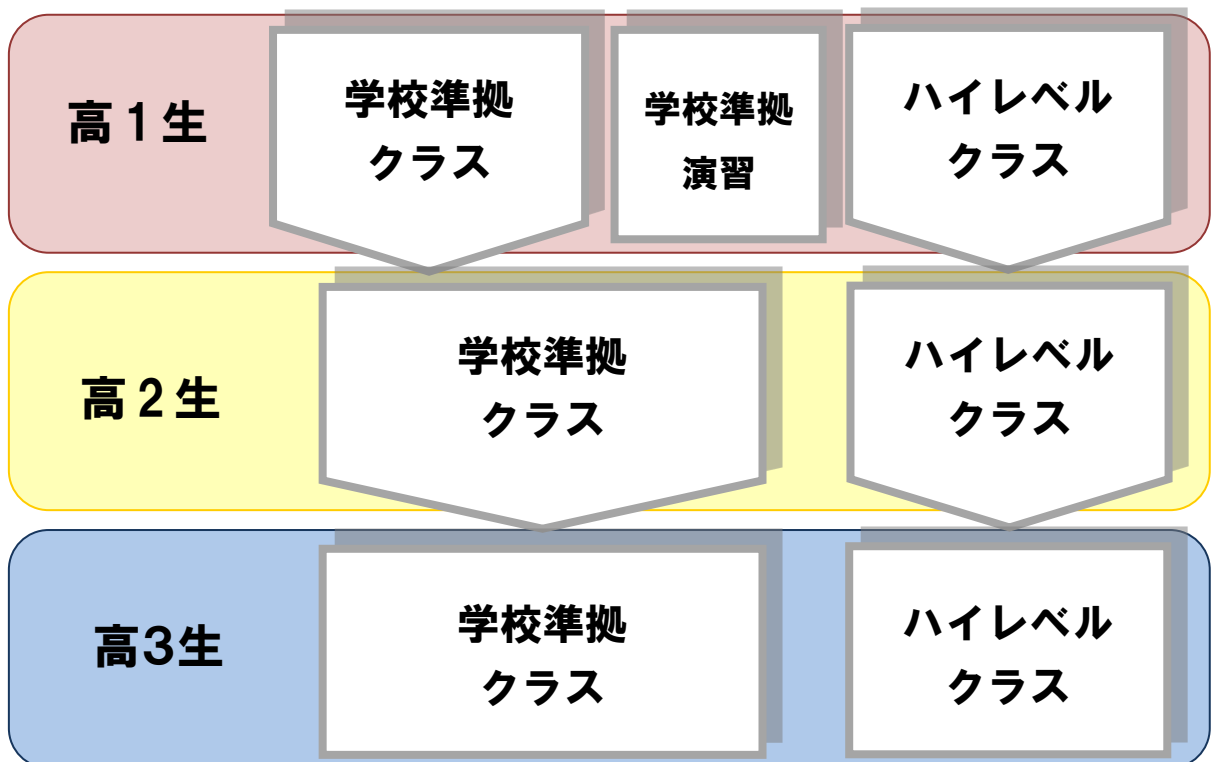 高１生
学校準拠
クラス
学校準拠
演習
ハイレベル
クラス
高２生
学校準拠
クラス
ハイレベル
クラス
高3生
学校準拠
クラス
ハイレベル
クラス